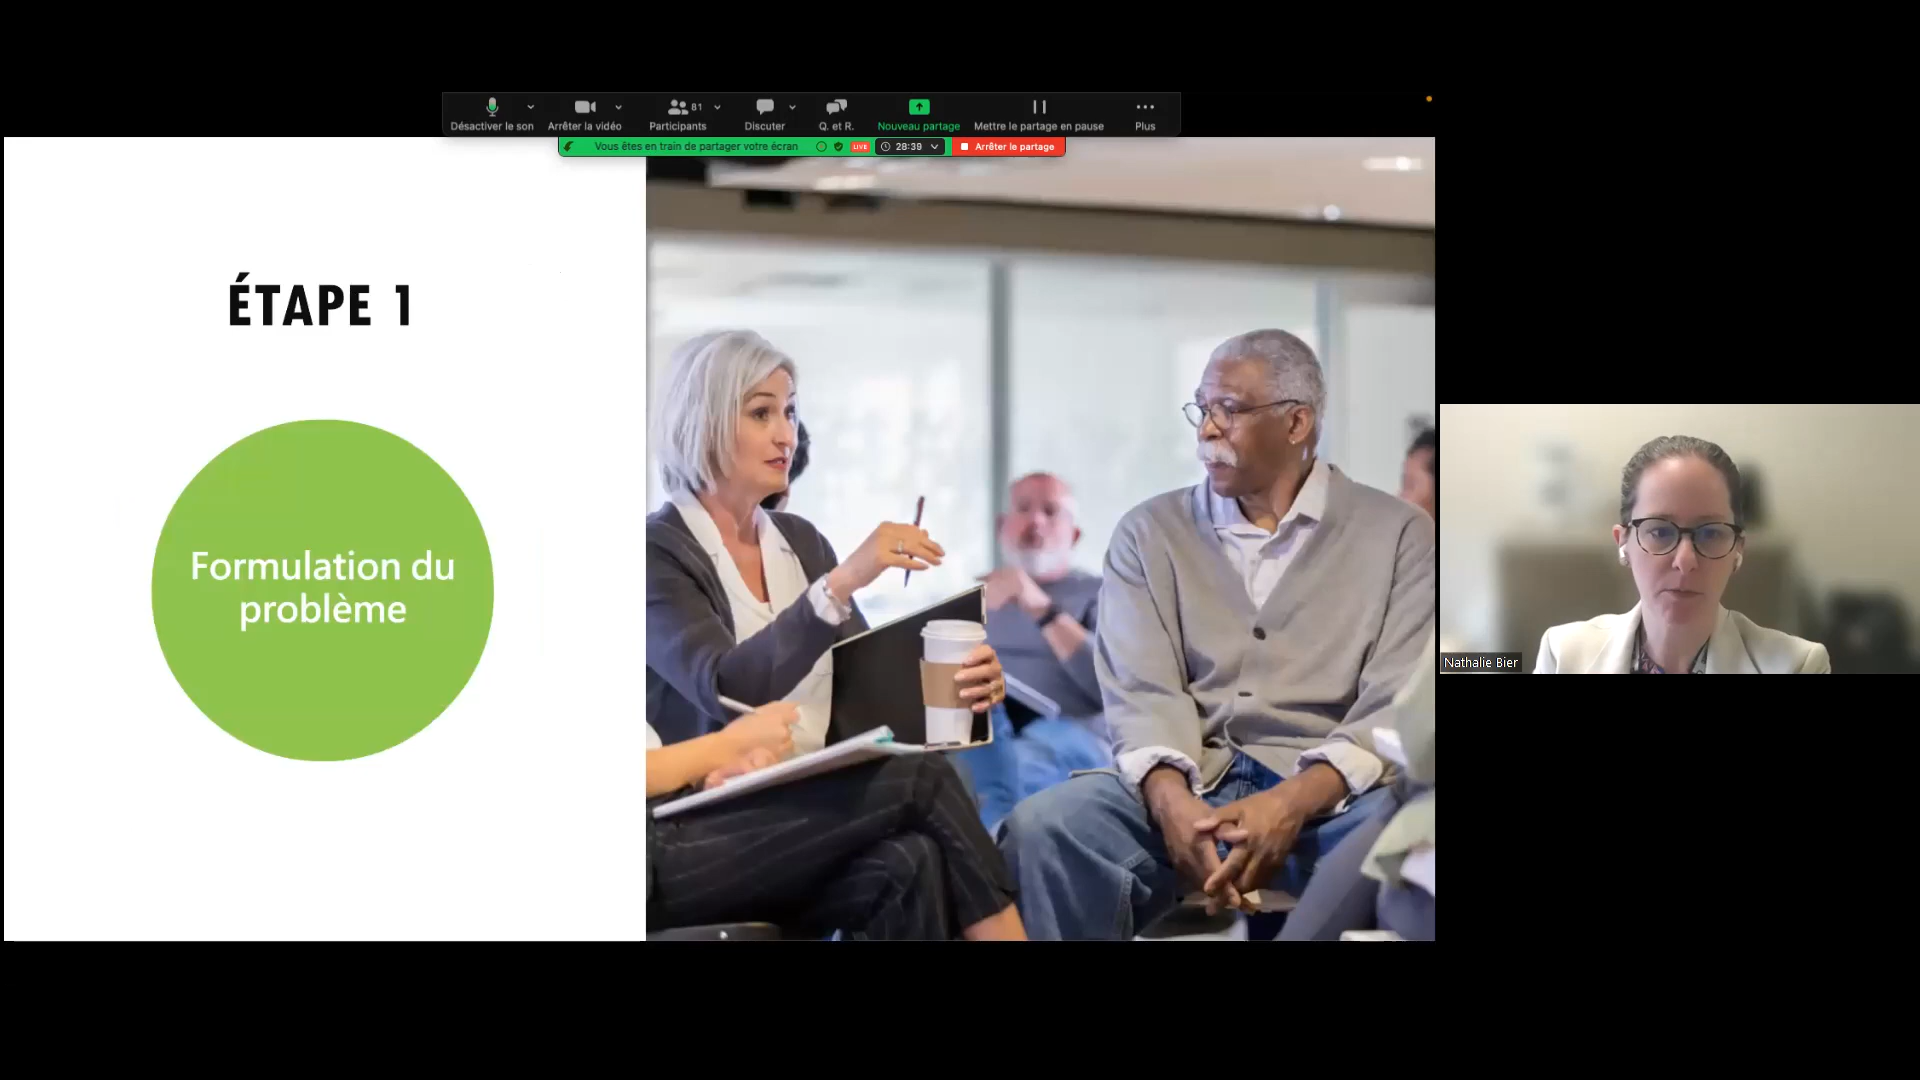 Désactiver le son
Arrêter la vidéo
81
Participants
Discuter
Q. et R.
Nouveau partage
Mettre le partage en pause
Plus
Vous êtes en train de partager votre écran
LIVE
28:39
Arrêter le partage
ÉTAPE 1
Formulation du
problème
Nathalie Bier